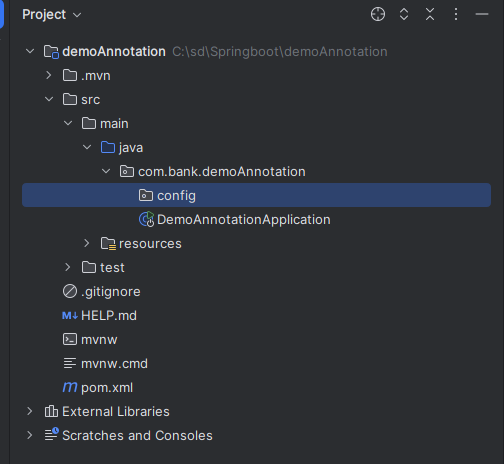 Project
demoAnnotation C:\sd\Springboot\demoAnnotation
.mvn
src
main
java
com.bank.demoAnnotation
config
DemoAnnotationApplication
resources
test
.gitignore
M HELP.md
mvnw
mvnw.cmd
m pom.xml
External Libraries
Scratches and Consoles